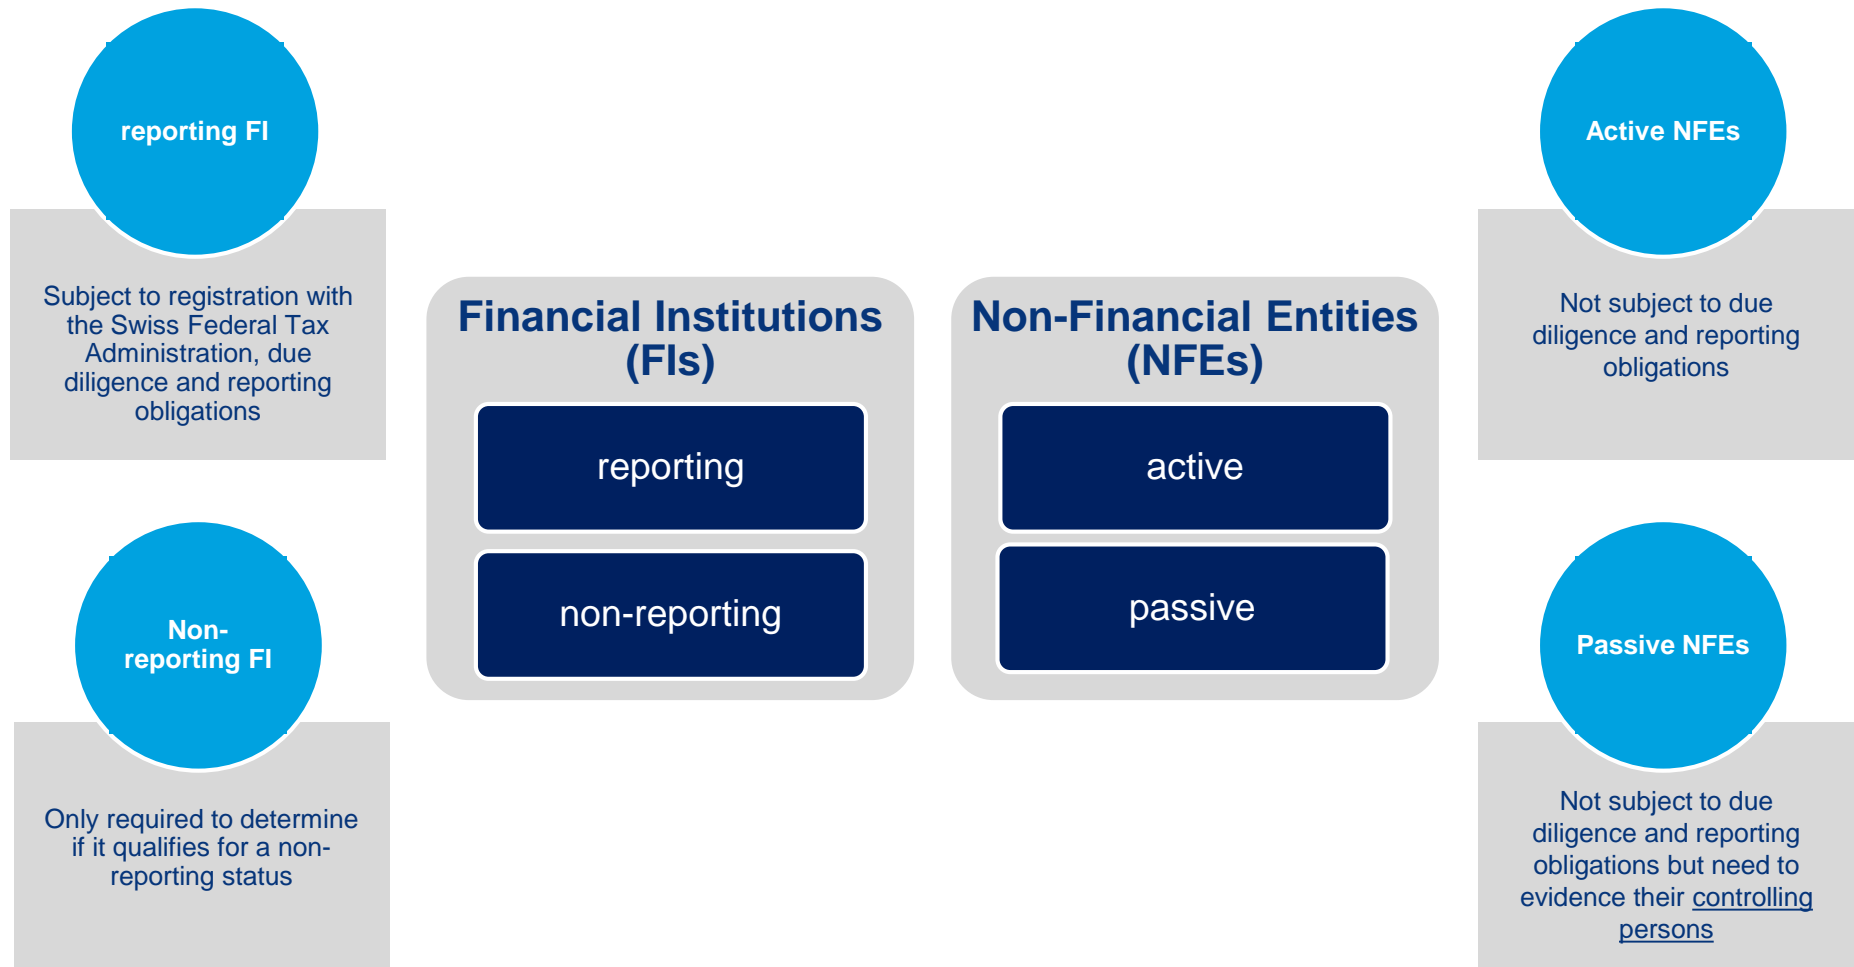 reporting FI
Subject to registration with
the Swiss Federal Tax
Administration, due
diligence and reporting
obligations
Non-
reporting FI
Only required to determine
if it qualifies for a non-
reporting status
Financial Institutions
(FIs)
reporting
non-reporting
Non-Financial Entities
(NFEs)
active
passive
Active NFEs
Not subject to due
diligence and reporting
obligations
Passive NFEs
Not subject to due
diligence and reporting
obligations but need to
evidence their controlling
persons